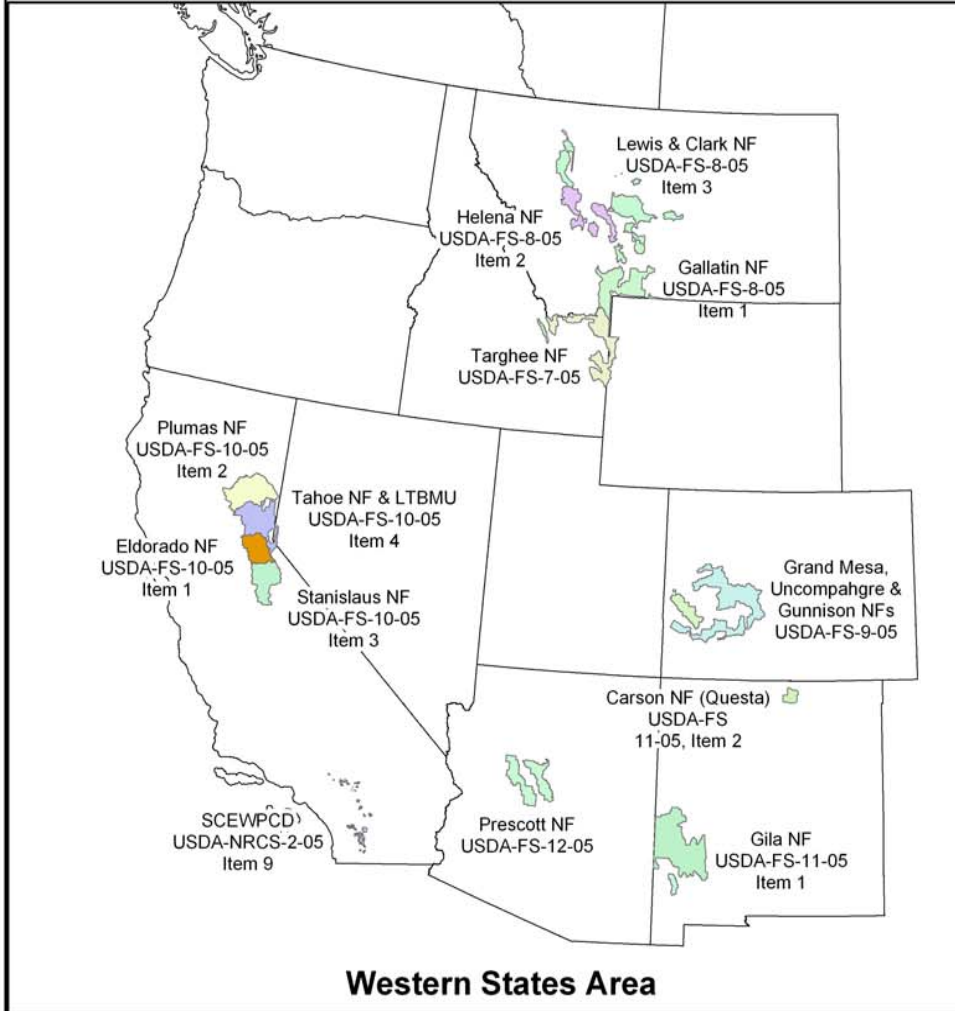 Lewis & Clark NF
USDA-FS-8-05
Item 3
Helena NF
USDA-FS-8-05
Item 2
Gallatin NF
USDA-FS-8-05
Item 1
Targhee NF
USDA-FS-7-05
Plumas NF
USDA-FS-10-05
Item 2
Tahoe NF & LTBMU
USDA-FS-10-05
Item 4
Eldorado NF
USDA-FS-10-05
Item 1
Stanislaus NF
USDA-FS-10-05
Item 3
Grand Mesa,
Uncompahgre &
Gunnison NFs
USDA-FS-9-05
Carson NF (Questa)
USDA-FS
11-05, Item 2
Prescott NF
USDA-FS-12-05
SCEWPCD
USDA-NRCS-2-05
Item 9
Gila NF
USDA-FS-11-05
Item 1
Western States Area